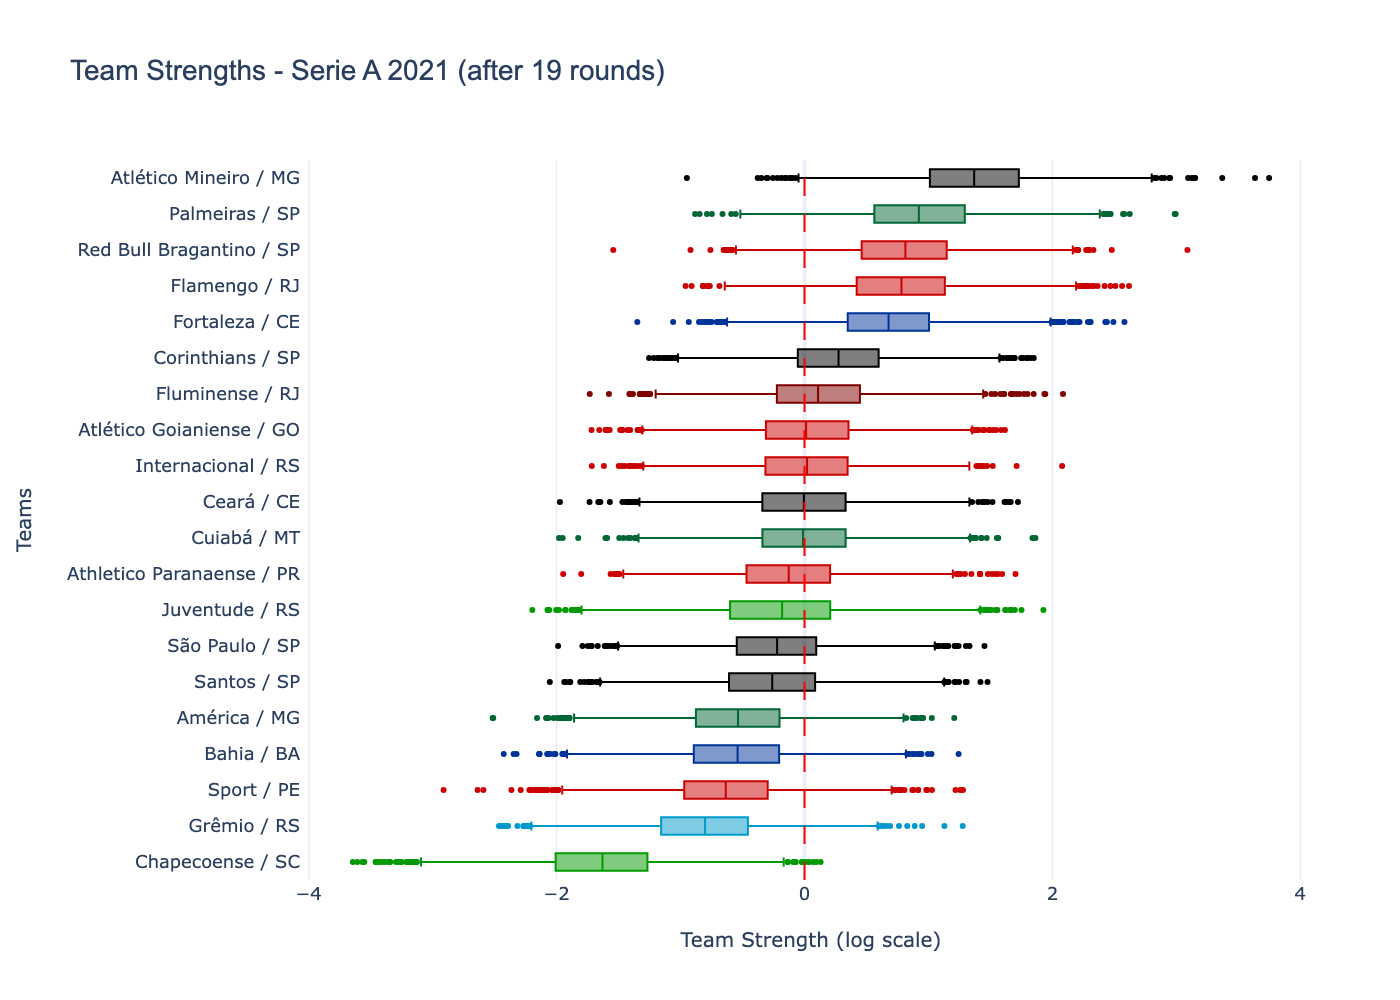 Team Strengths - Serie A 2021 (after 19 rounds)
Atlético Mineiro / MG
Palmeiras / SP
Red Bull Bragantino / SP
Flamengo / RJ
Fortaleza / CE
Corinthians / SP
Fluminense / RJ
Atlético Goianiense / GO
Internacional / RS
Ceará / CE
Cuiabá / MT
Athletico Paranaense / PR
Juventude / RS
São Paulo / SP
Santos / SP
América / MG
Bahia / BA
Sport / PE
Grêmio / RS
Chapecoense / SC
Teams
−4 −2 0 2 4
Team Strength (log scale)